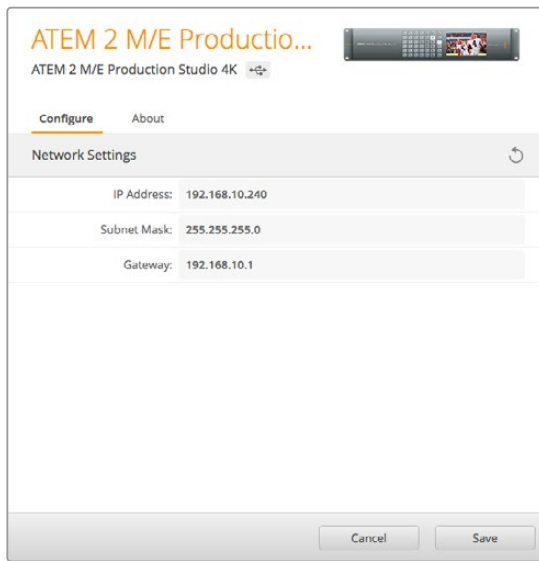 ATEM 2 M/E Productio...
ATEM 2 M/E Production Studio 4K
Configure About
Network Settings
IP Address: 192.168.10.240
Subnet Mask: 255.255.255.0
Gateway: 192.168.10.1
Cancel Save